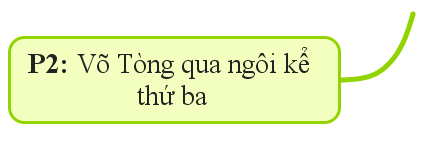 P2: Võ Tòng qua ngôi kể
thứ ba